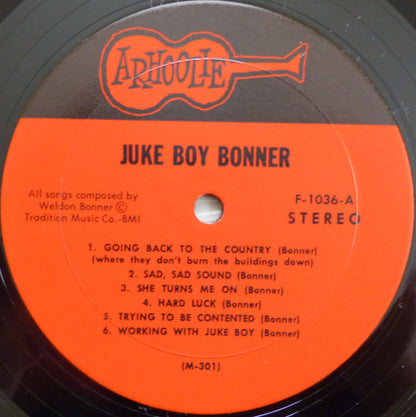 ARHOOLIE
JUKE BOY BONNER
All songs composed by
Weldon Bonner ©
Tradition Music Co.-BMI
F-1036-A
STEREO
1. GOING BACK TO THE COUNTRY (Bonner)
(where they don't burn the buildings down)
2. SAD, SAD SOUND (Bonner)
3. SHE TURNS ME ON (Bonner)
4. HARD LUCK (Bonner)
5. TRYING TO BE CONTENTED (Bonner)
6. WORKING WITH JUKE BOY (Bonner)
(M-301)